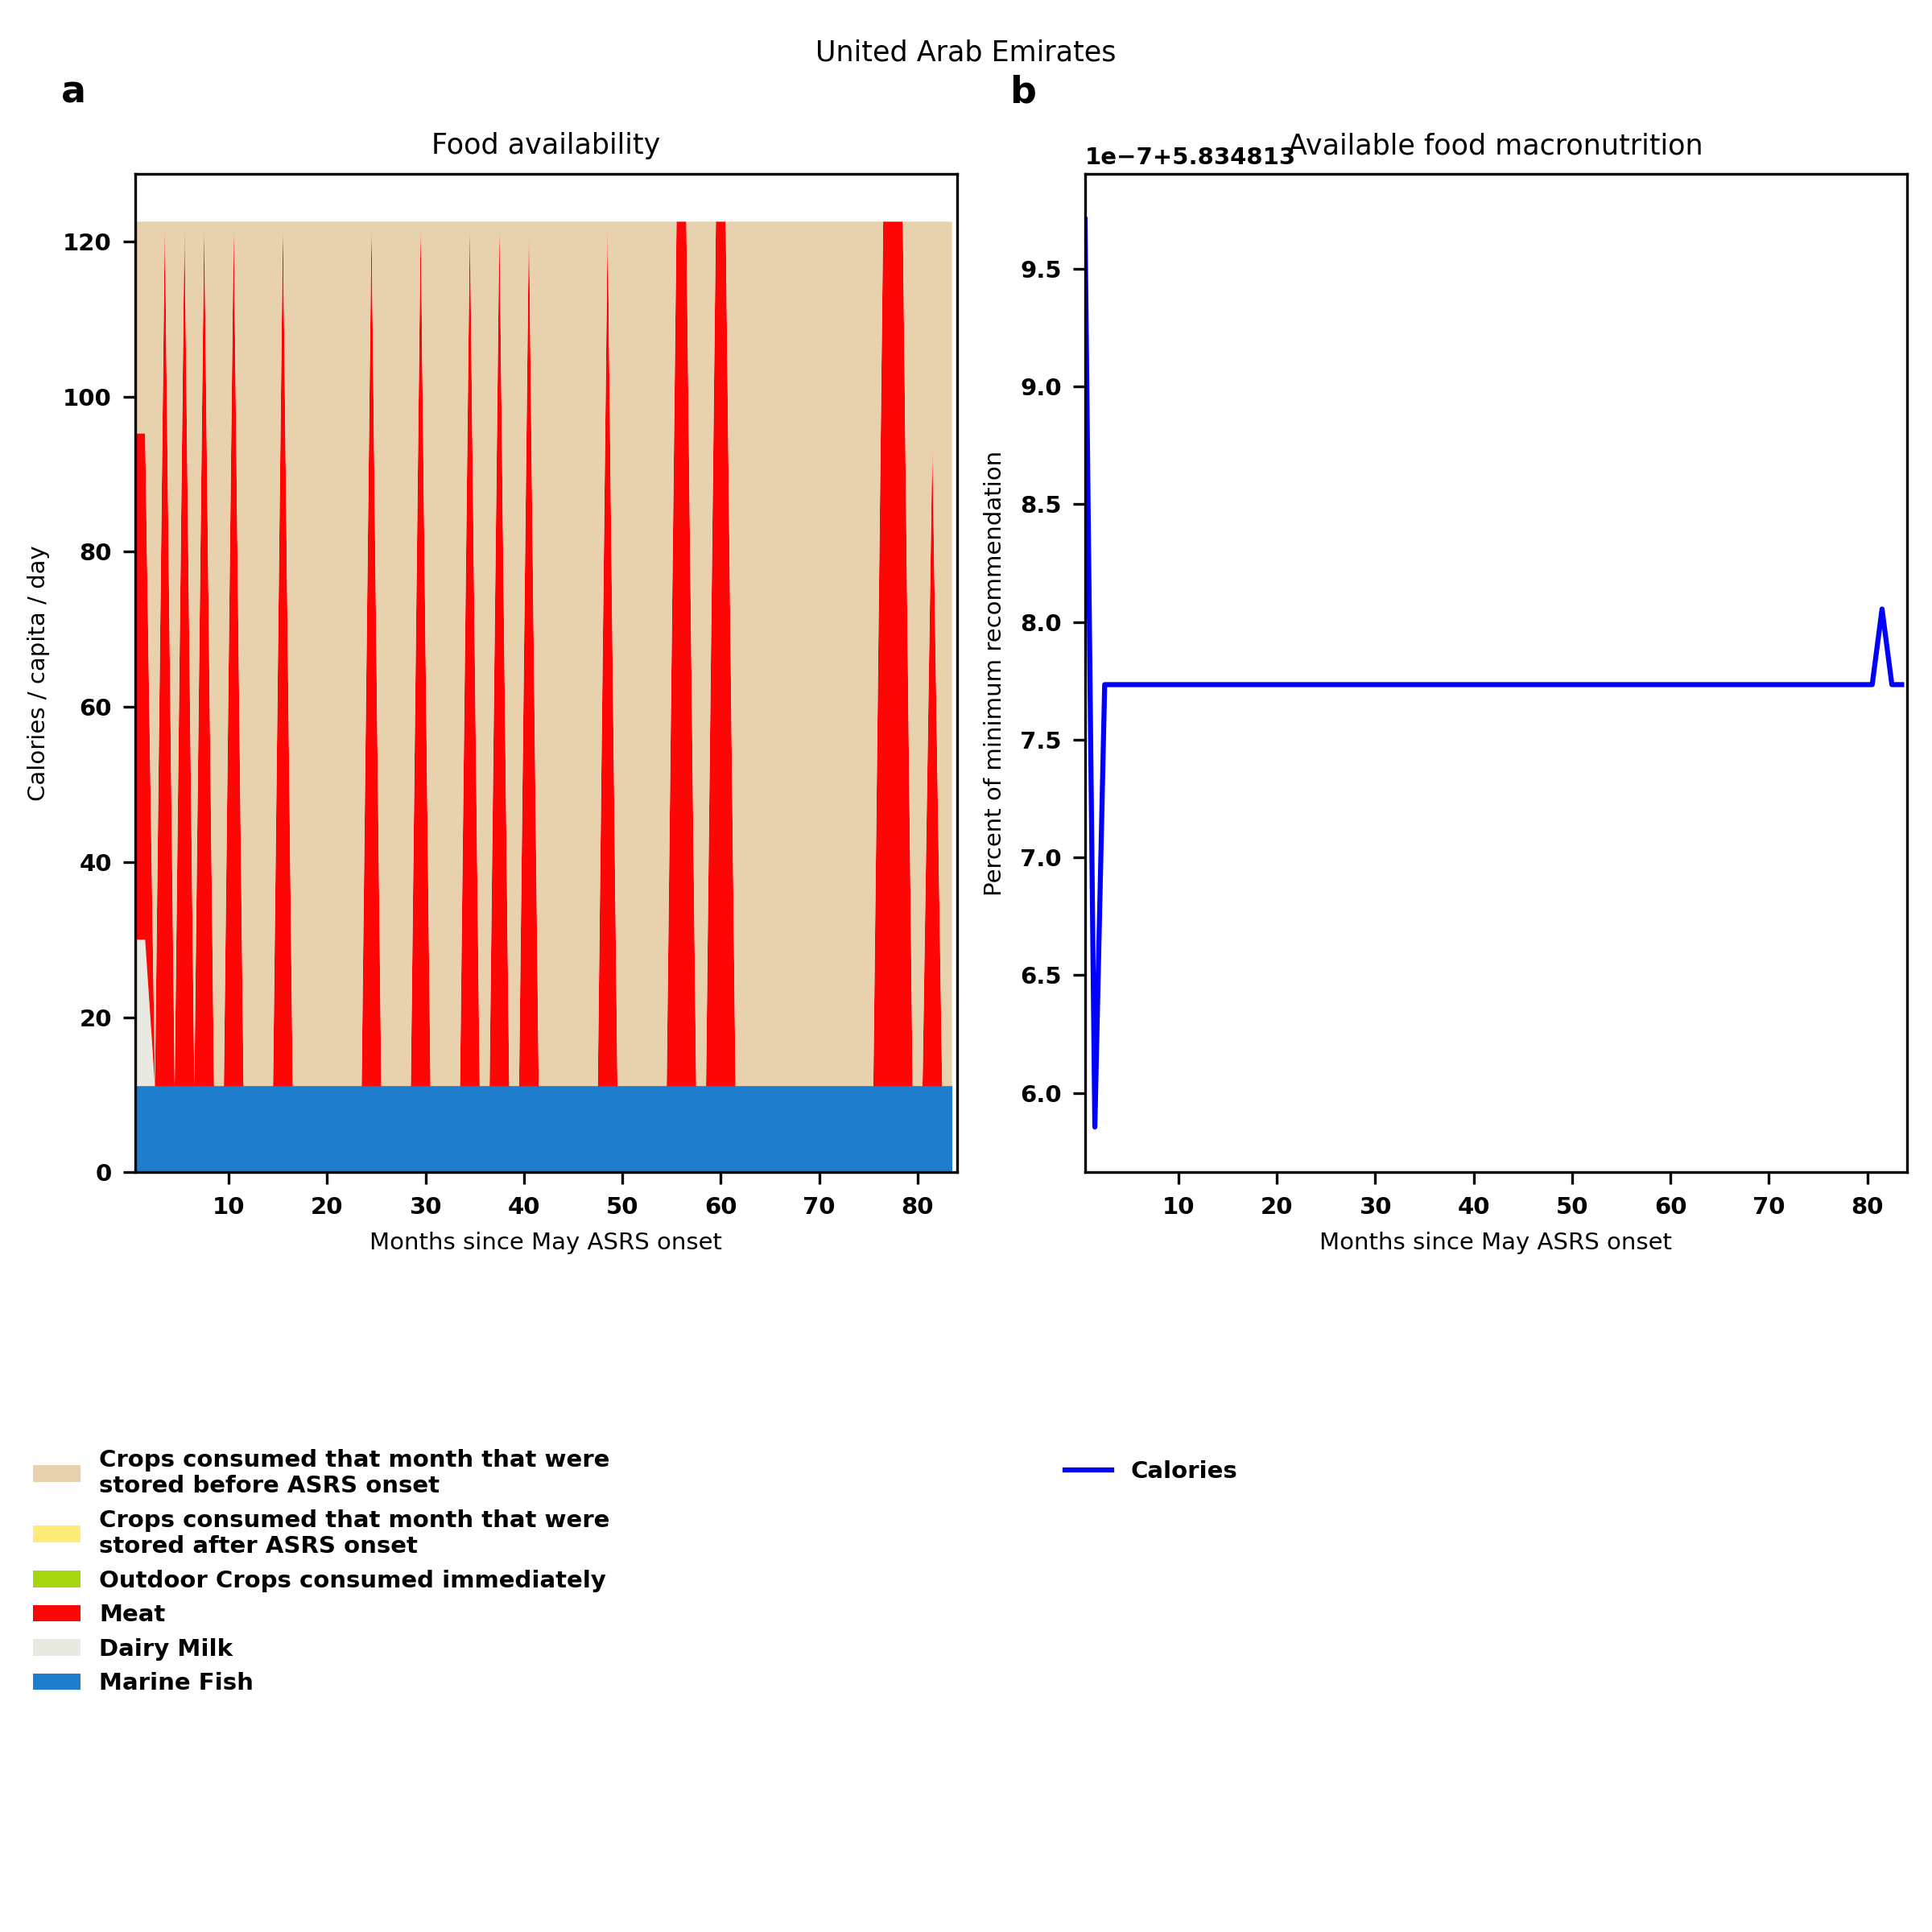 United Arab Emirates
a
Food availability
120
100
80
60
40
20
0
Calories / capita / day
10 20 30 40 50 60 70 80
Months since May ASRS onset
b
Available food macronutrition
1e−7+5.834813
9.5
9.0
8.5
8.0
7.5
7.0
6.5
6.0
Percent of minimum recommendation
10 20 30 40 50 60 70 80
Months since May ASRS onset
Crops consumed that month that were
stored before ASRS onset
Crops consumed that month that were
stored after ASRS onset
Outdoor Crops consumed immediately
Meat
Dairy Milk
Marine Fish
Calories